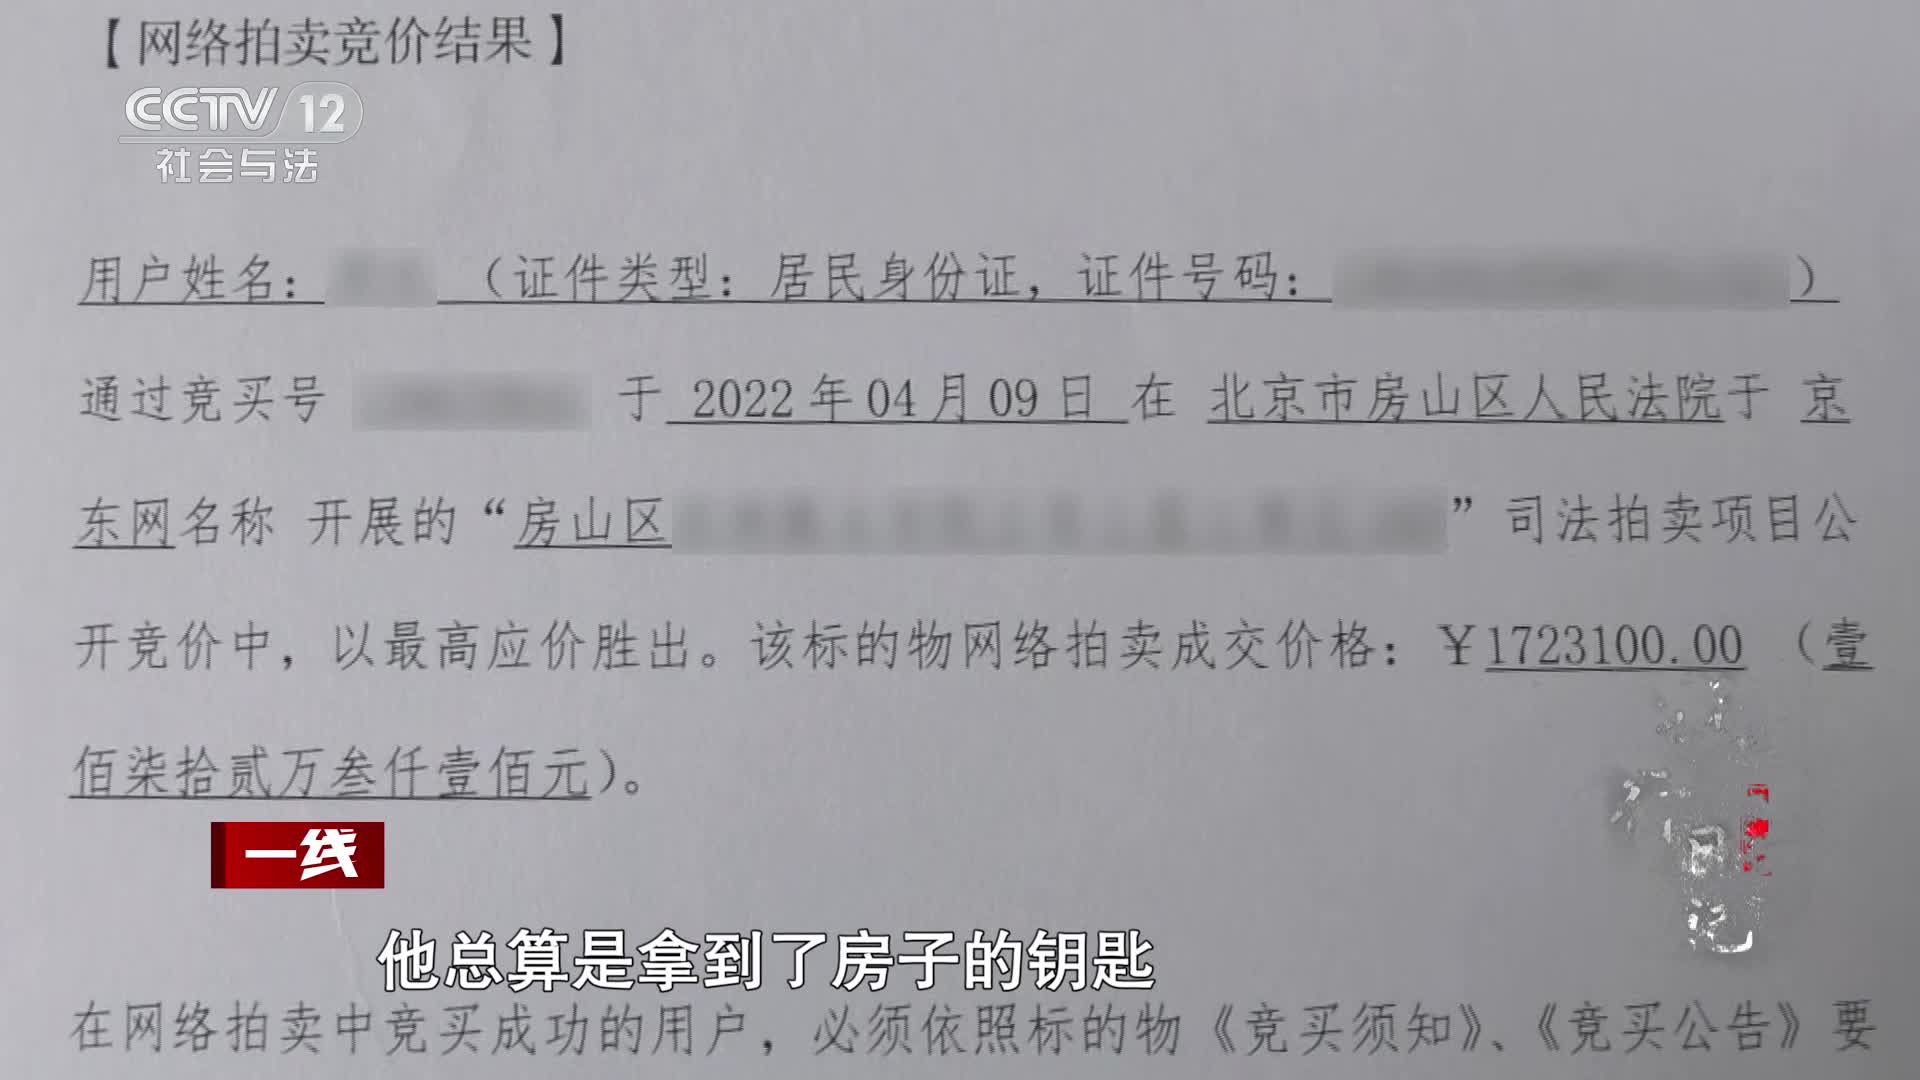 【网络拍卖竞价结果】
CCTV 12
社会与法
用户姓名： （证件类型：居民身份证，证件号码： ）
通过竞买号 于 2022年04月09日 在 北京市房山区人民法院于 京
东网名称 开展的“房山区 ”司法拍卖项目公
开竞价中，以最高应价胜出。该标的物网络拍卖成交价格：￥1723100.00 （壹
佰柒拾贰万叁仟壹佰元）。
一线
他总算是拿到了房子的钥匙
在网络拍卖中竞买成功的用户，必须依照标的物《竞买须知》、《竞买公告》要